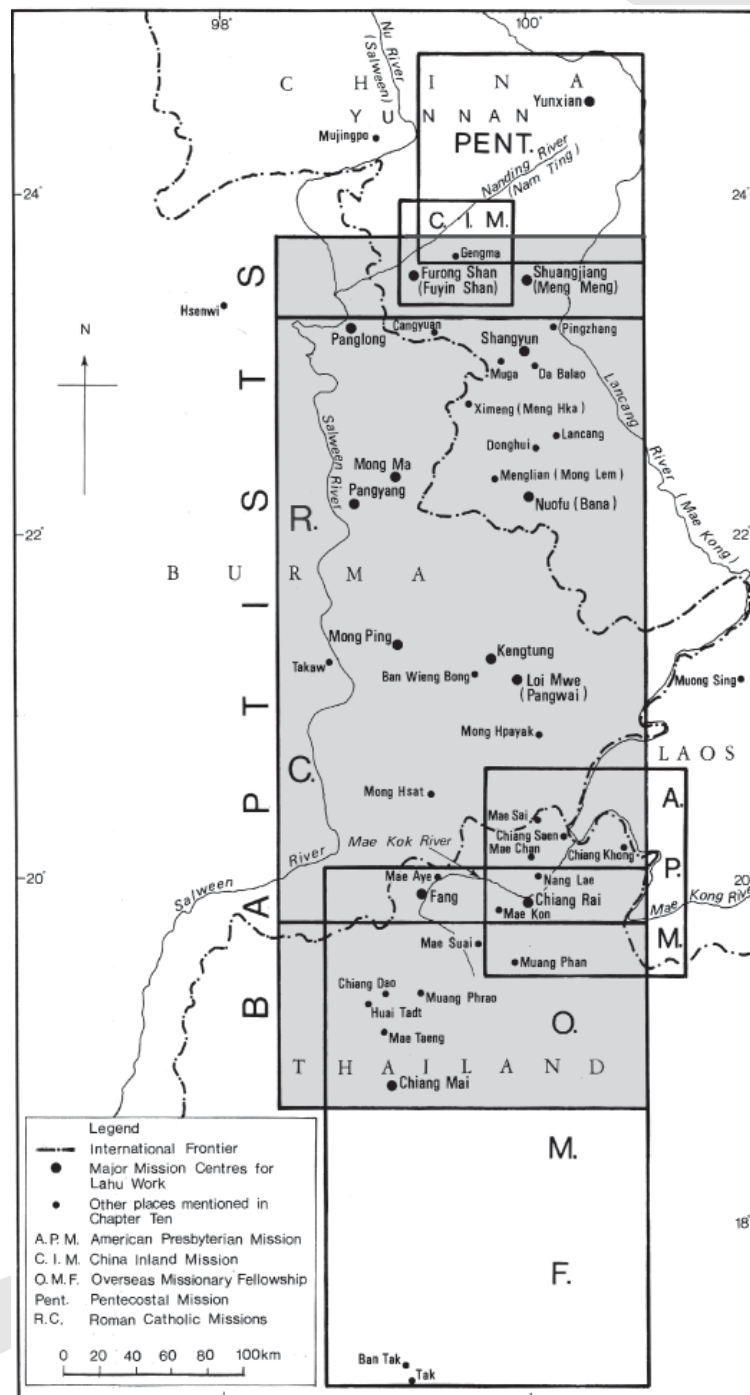 98°
100°
Nu River
(Salween)
C H I N A
Y U N N A N
Yunxian
Mujingpo
PENT.
Nanding River
(Nam Ting)
24°
24°
C. I. M.
Gengma
Furong Shan
(Fuyin Shan)
Shuangjiang
(Meng Meng)
Hsenwi
N
Panglong
Cangyuan
Pingzhang
Shangyun
Muga
Da Balao
Lancang
River
(Mae Kong)
Ximeng (Meng Hka)
Salween River
Donghui
Lancang
Mong Ma
Menglian (Mong Lem)
Pangyang
Nuofu (Bana)
22°
22°
R.
C.
B U R M A
B A P T I S T S
Mong Ping
Kengtung
Takaw
Ban Wieng Bong
Loi Mwe
(Pangwai)
Muong Sing
Mong Hpayak
LAOS
Mong Hsat
A.
P.
M.
Mae Sai
Chiang Saen
Mae Kok River
Mae Chan
Chiang Khong
20°
20°
Salween River
Mae Aye
Nang Lae
Fang
Chiang Rai
Mae Kon
Mae Kong River
Mae Suai
Muang Phan
Chiang Dao
Muang Phrao
Huai Tadt
Mae Taeng
O.
M.
F.
T H A I L A N D
Chiang Mai
18°
Ban Tak
Tak
Legend
International Frontier
Major Mission Centres for
Lahu Work
Other places mentioned in
Chapter Ten
A.P.M. American Presbyterian Mission
C. I. M. China Inland Mission
O.M.F. Overseas Missionary Fellowship
Pent. Pentecostal Mission
R.C. Roman Catholic Missions
0 20 40 60 80 100km